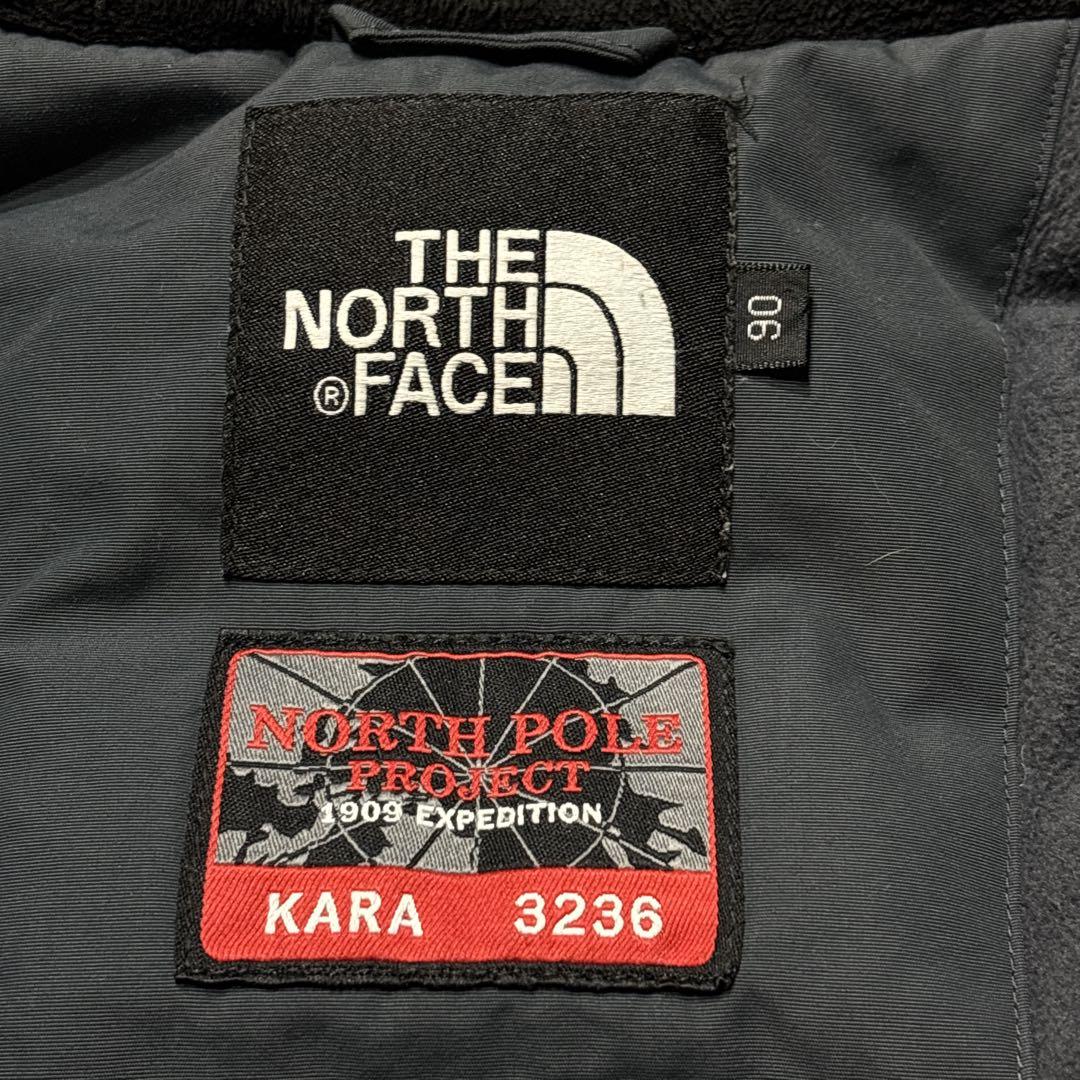 THE
NORTH
® FACE
90
NORTH POLE
PROJECT
1909 EXPEDITION
KARA 3236